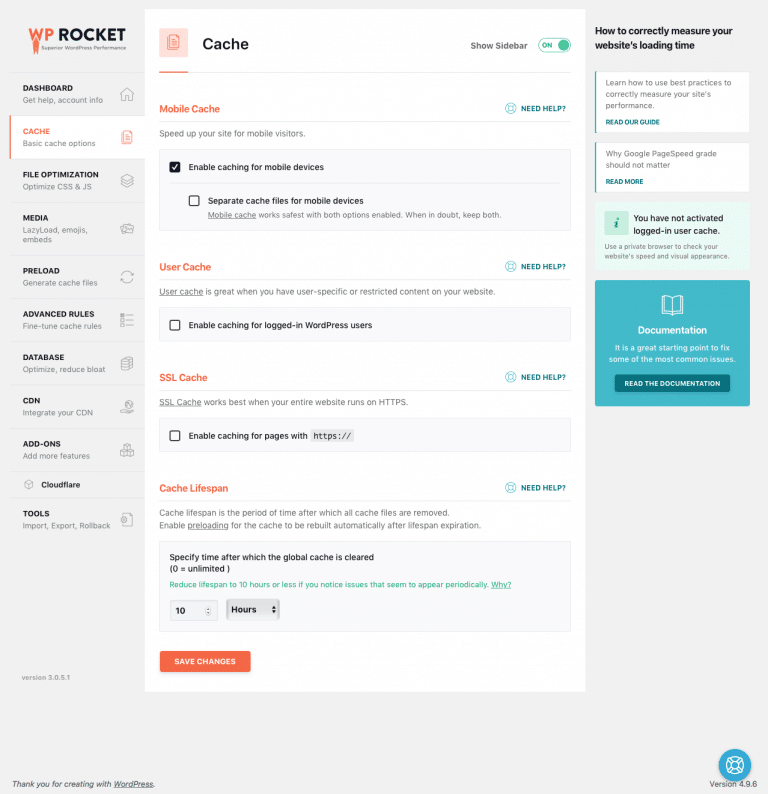 WP ROCKET
Superior WordPress Performance
DASHBOARD
Get help, account info
CACHE
Basic cache options
FILE OPTIMIZATION
Optimize CSS & JS
MEDIA
LazyLoad, emojis,
embeds
PRELOAD
Generate cache files
ADVANCED RULES
Fine-tune cache rules
DATABASE
Optimize, reduce bloat
CDN
Integrate your CDN
ADD-ONS
Add more features
Cloudflare
TOOLS
Import, Export, Rollback
version 3.0.5.1
Cache
Show Sidebar ON
Mobile Cache
NEED HELP?
Speed up your site for mobile visitors.
Enable caching for mobile devices
Separate cache files for mobile devices
Mobile cache works safest with both options enabled. When in doubt, keep both.
User Cache
NEED HELP?
User cache is great when you have user-specific or restricted content on your website.
Enable caching for logged-in WordPress users
SSL Cache
NEED HELP?
SSL Cache works best when your entire website runs on HTTPS.
Enable caching for pages with https://
Cache Lifespan
NEED HELP?
Cache lifespan is the period of time after which all cache files are removed.
Enable preloading for the cache to be rebuilt automatically after lifespan expiration.
Specify time after which the global cache is cleared
(0 = unlimited )
Reduce lifespan to 10 hours or less if you notice issues that seem to appear periodically. Why?
10 Hours
SAVE CHANGES
How to correctly measure your
website's loading time
Learn how to use best practices to
correctly measure your site's
performance.
READ OUR GUIDE
Why Google PageSpeed grade
should not matter
READ MORE
i
You have not activated
logged-in user cache.
Use a private browser to check your
website's speed and visual appearance.
Documentation
It is a great starting point to fix
some of the most common issues.
READ THE DOCUMENTATION
Thank you for creating with WordPress.
Version 4.9.6